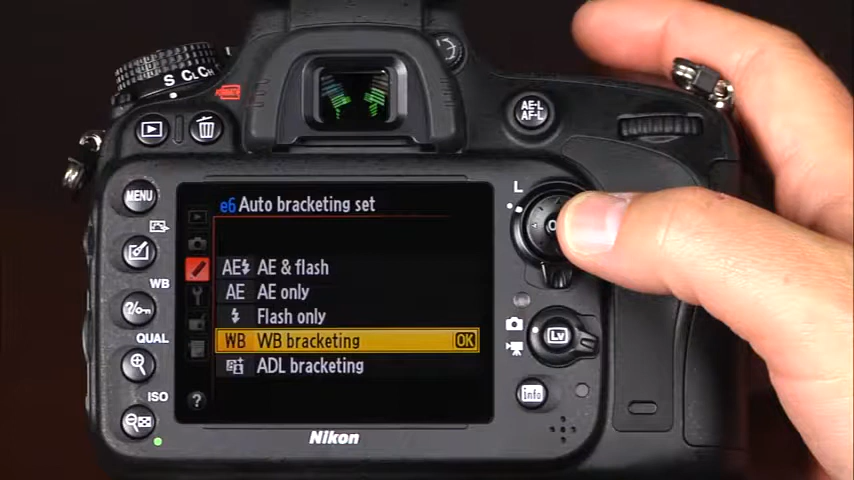 S CL CH
FORMAT
AE-L
AF-L
MENU
L
e6 Auto bracketing set
AE AE & flash
AE AE only
Flash only
WB WB bracketing OK
ADL bracketing
WB
?
QUAL
ISO
?
Lv
info
Nikon